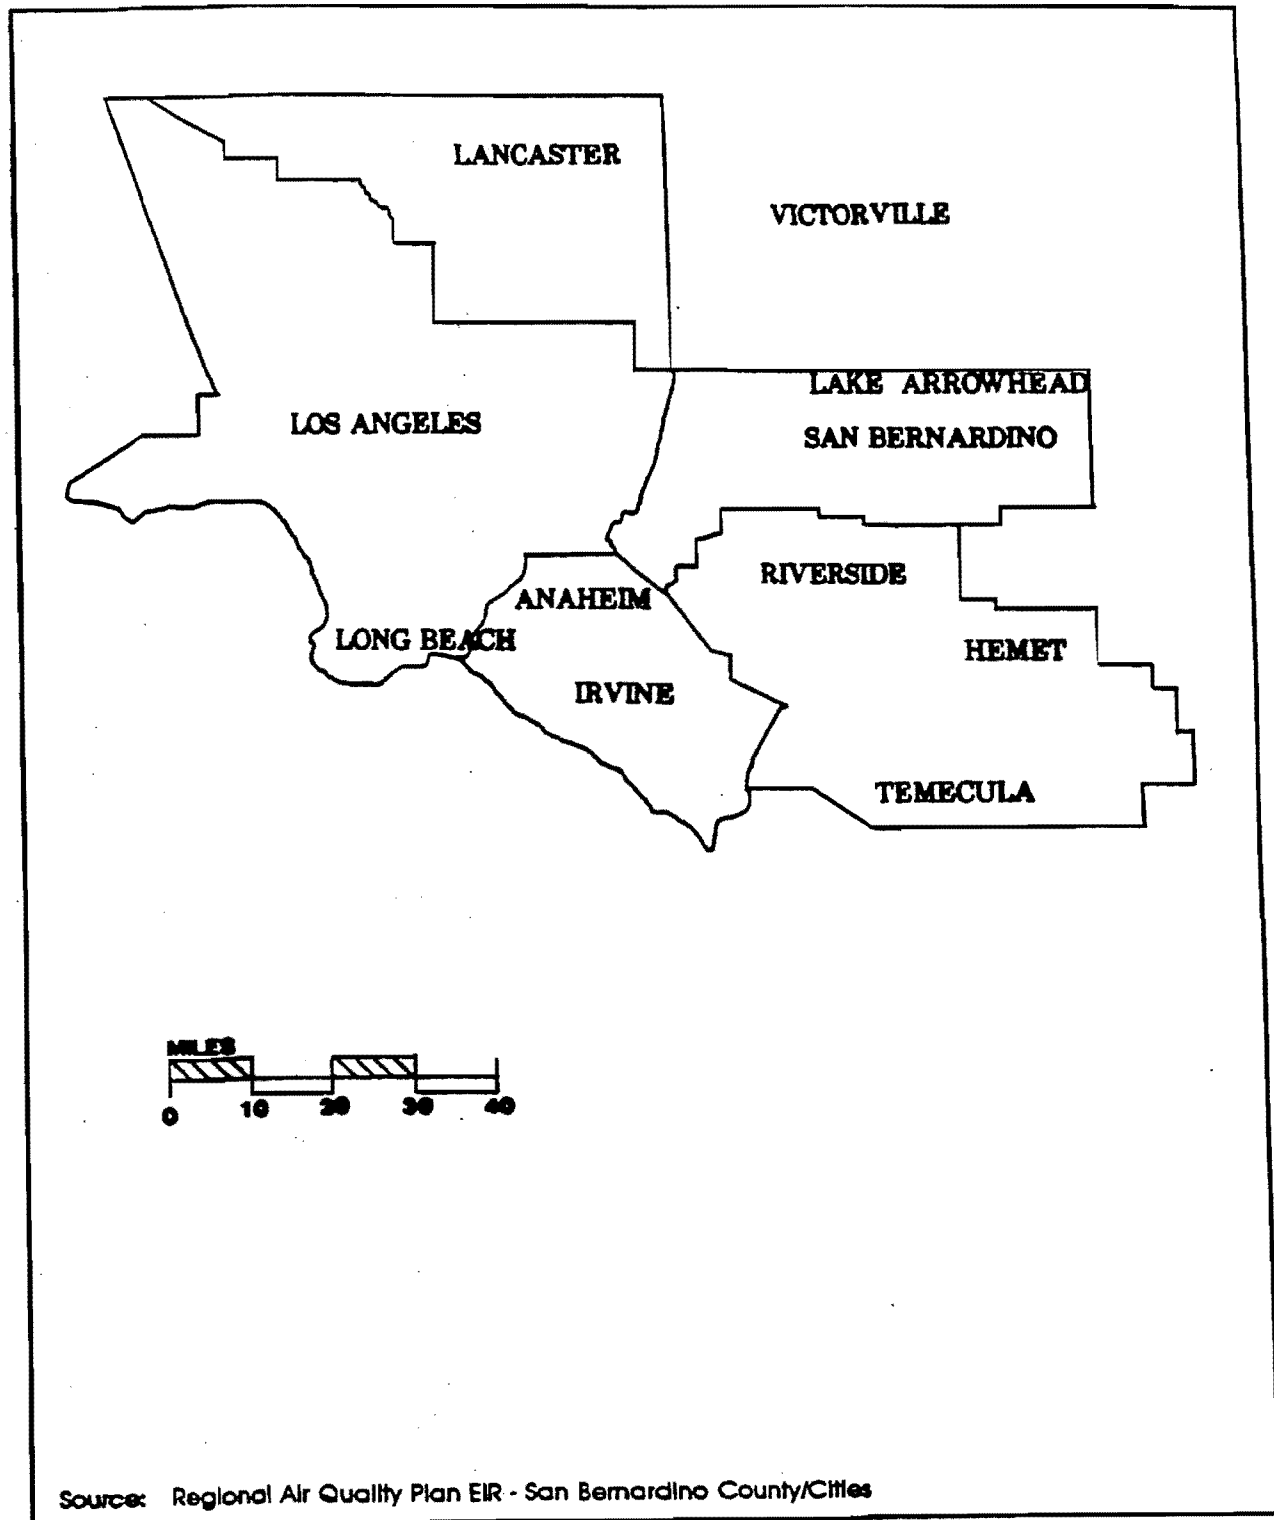 LANCASTER
VICTORVILLE
LAKE ARROWHEAD
LOS ANGELES
SAN BERNARDINO
RIVERSIDE
ANAHEIM
LONG BEACH
HEMET
IRVINE
TEMECULA
MILES
0 10 20 30 40
Source: Regional Air Quality Plan EIR - San Bernardino County/Cities